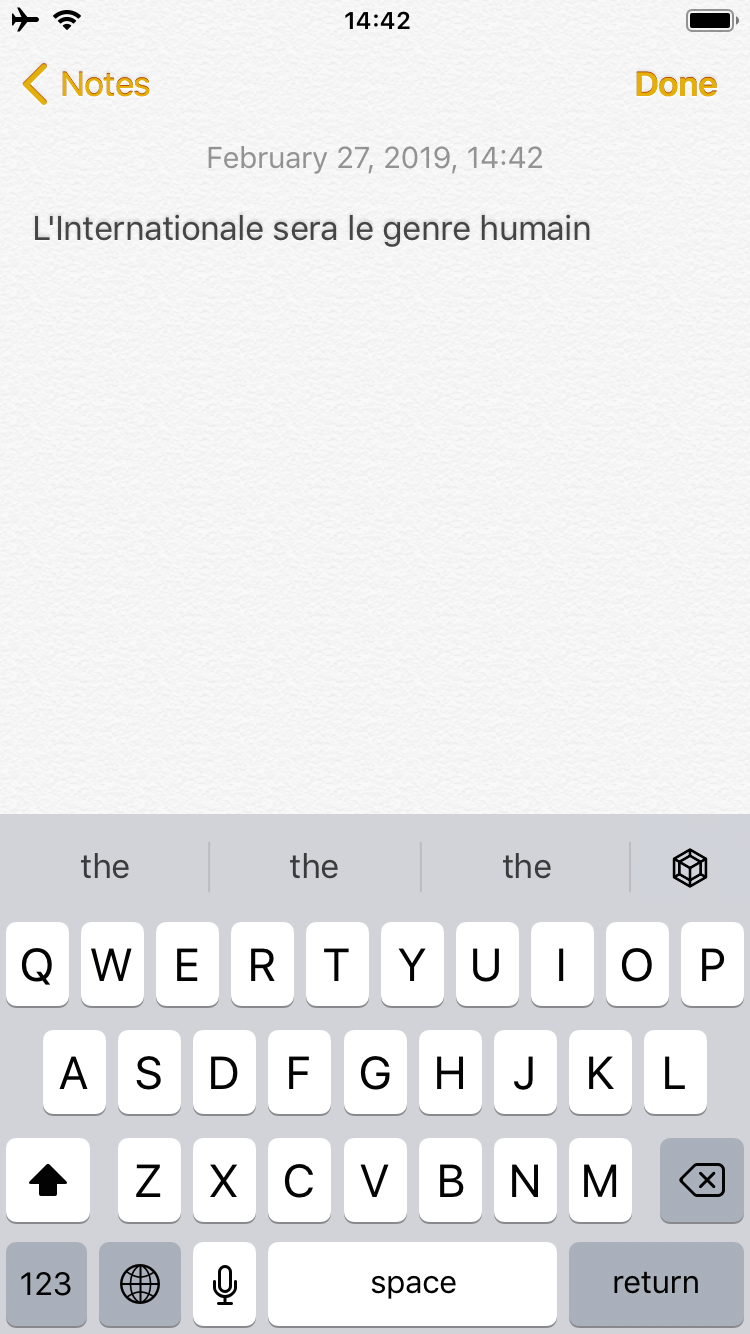 14:42
Notes
Done
February 27, 2019, 14:42
L'Internationale sera le genre humain
the the the
Q W E R T Y U I O P
A S D F G H J K L
Z X C V B N M
123 space return